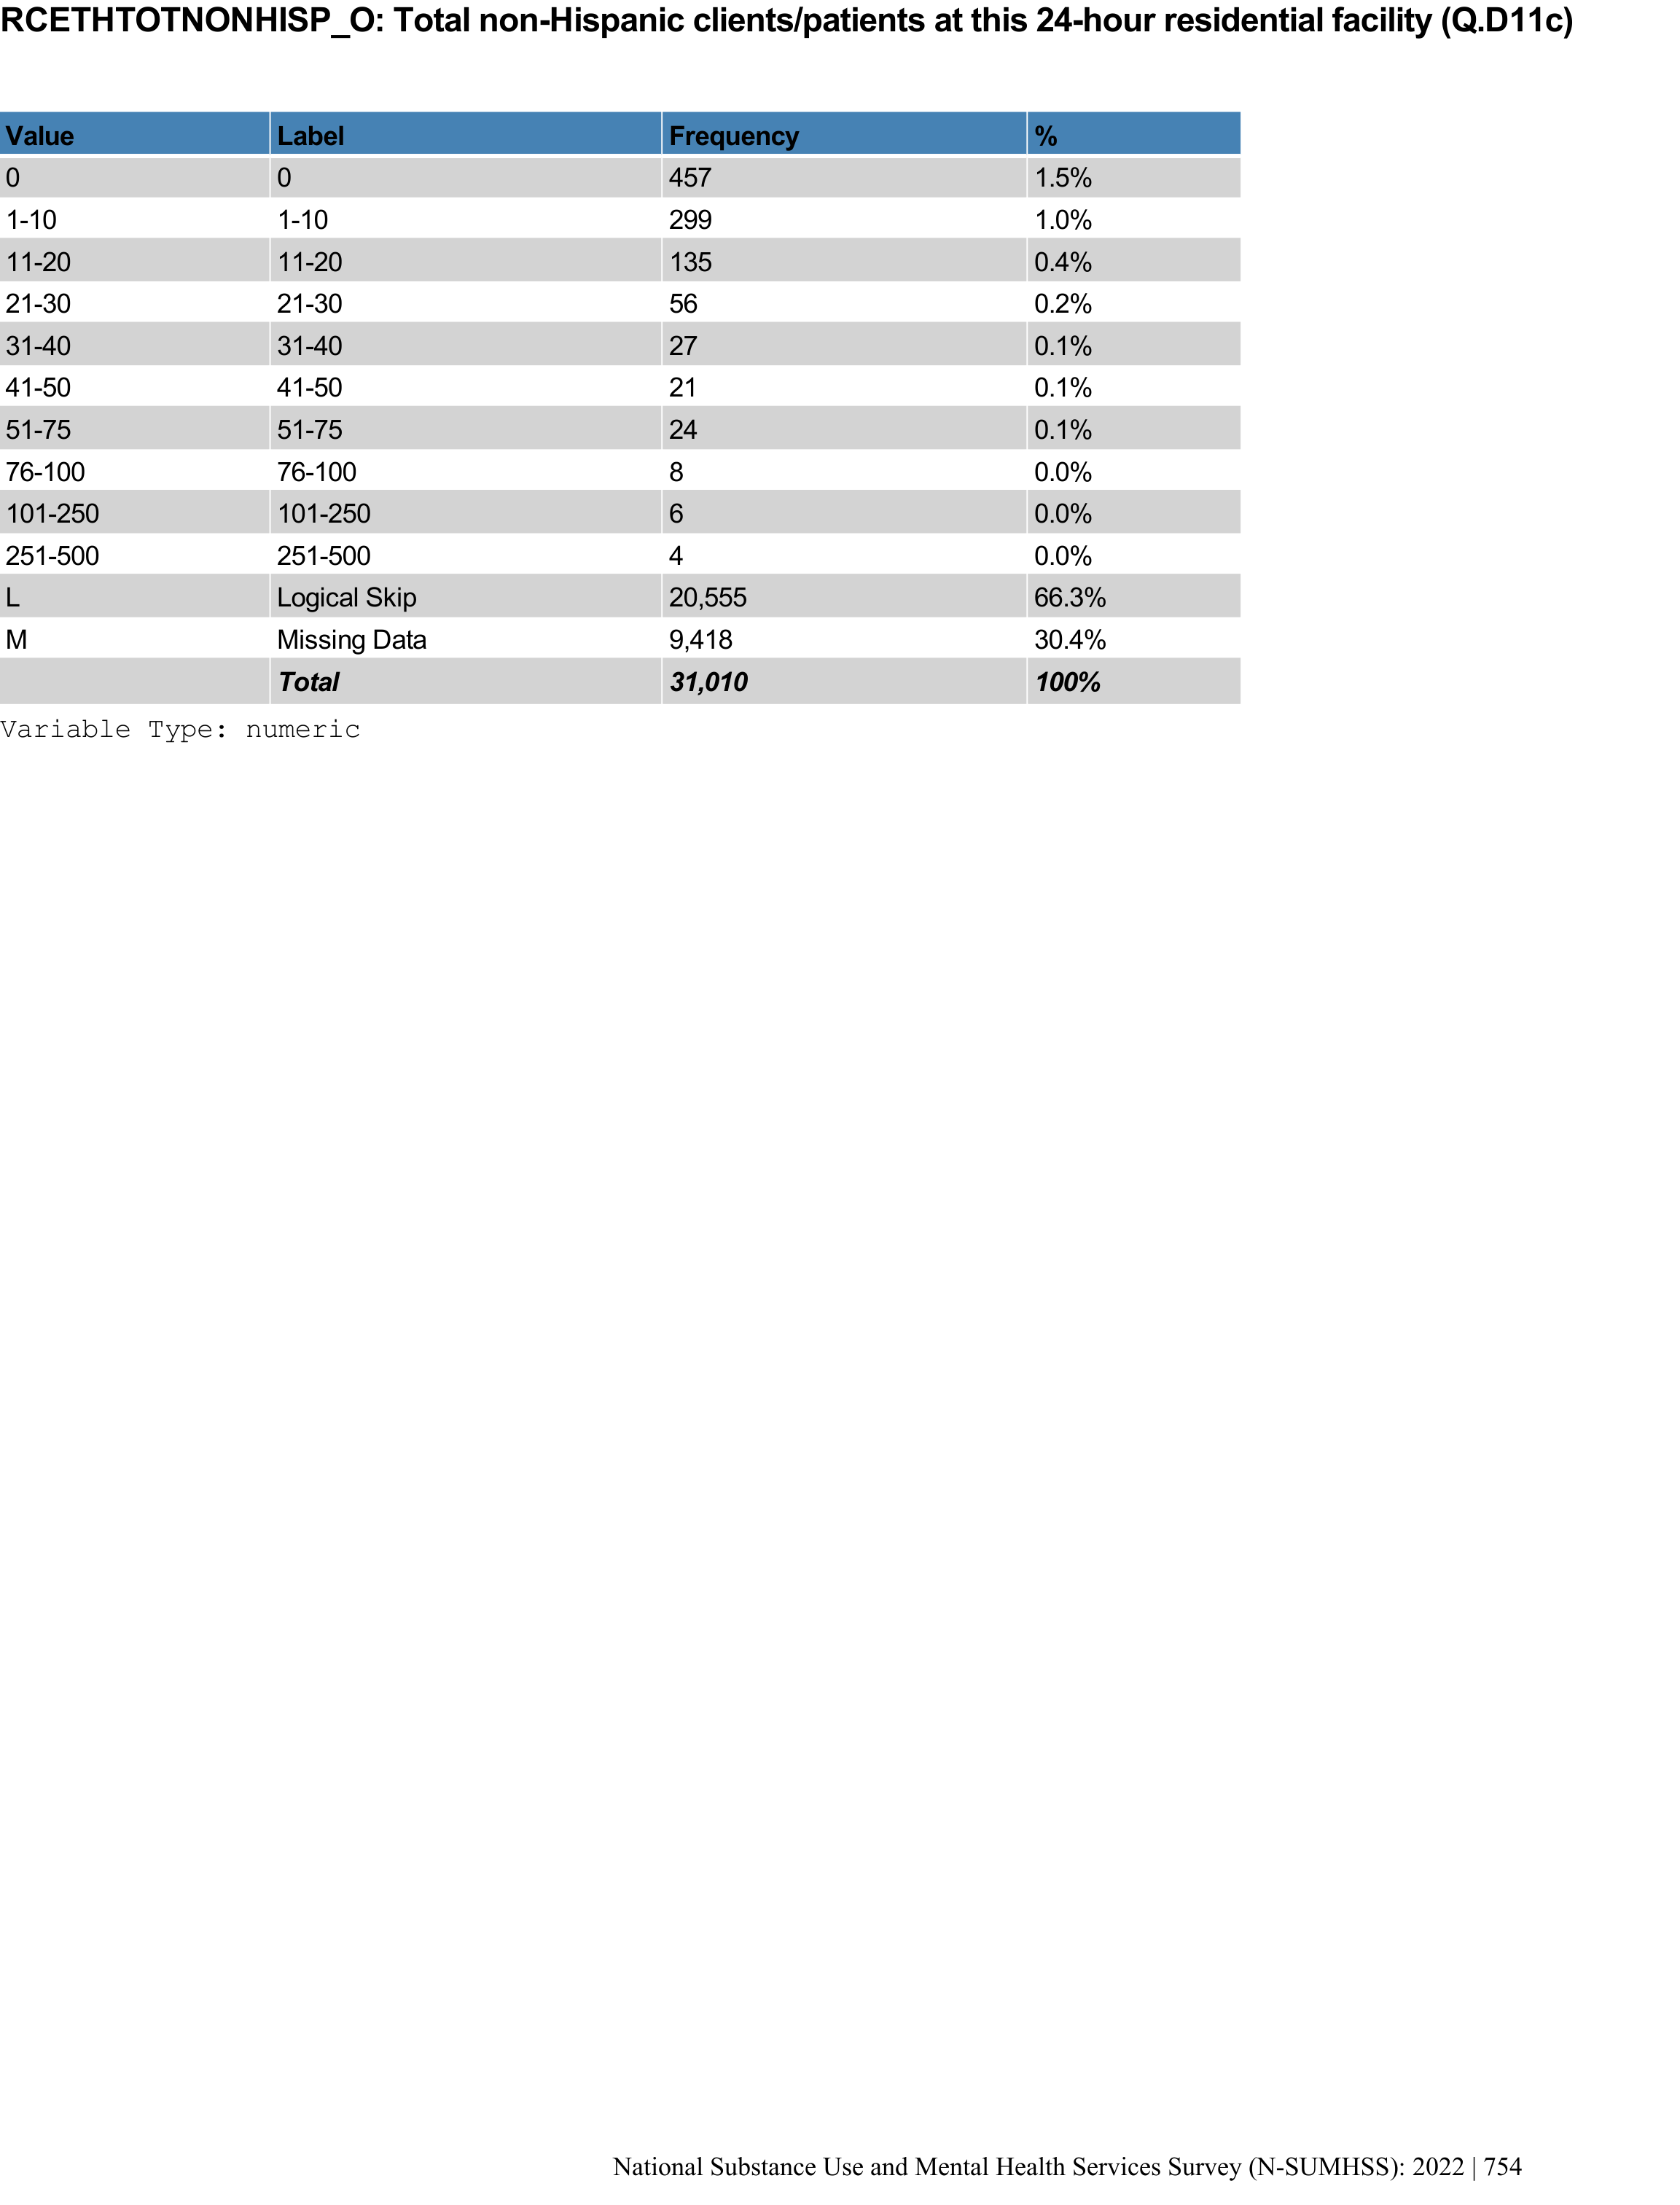 RCETHTOTNONHISP_O: Total non-Hispanic clients/patients at this 24-hour residential facility (Q.D11c)
Value Label Frequency %
0 0 457 1.5%
1-10 1-10 299 1.0%
11-20 11-20 135 0.4%
21-30 21-30 56 0.2%
31-40 31-40 27 0.1%
41-50 41-50 21 0.1%
51-75 51-75 24 0.1%
76-100 76-100 8 0.0%
101-250 101-250 6 0.0%
251-500 251-500 4 0.0%
L Logical Skip 20,555 66.3%
M Missing Data 9,418 30.4%
Total 31,010 100%
Variable Type: numeric
National Substance Use and Mental Health Services Survey (N-SUMHSS): 2022 | 754